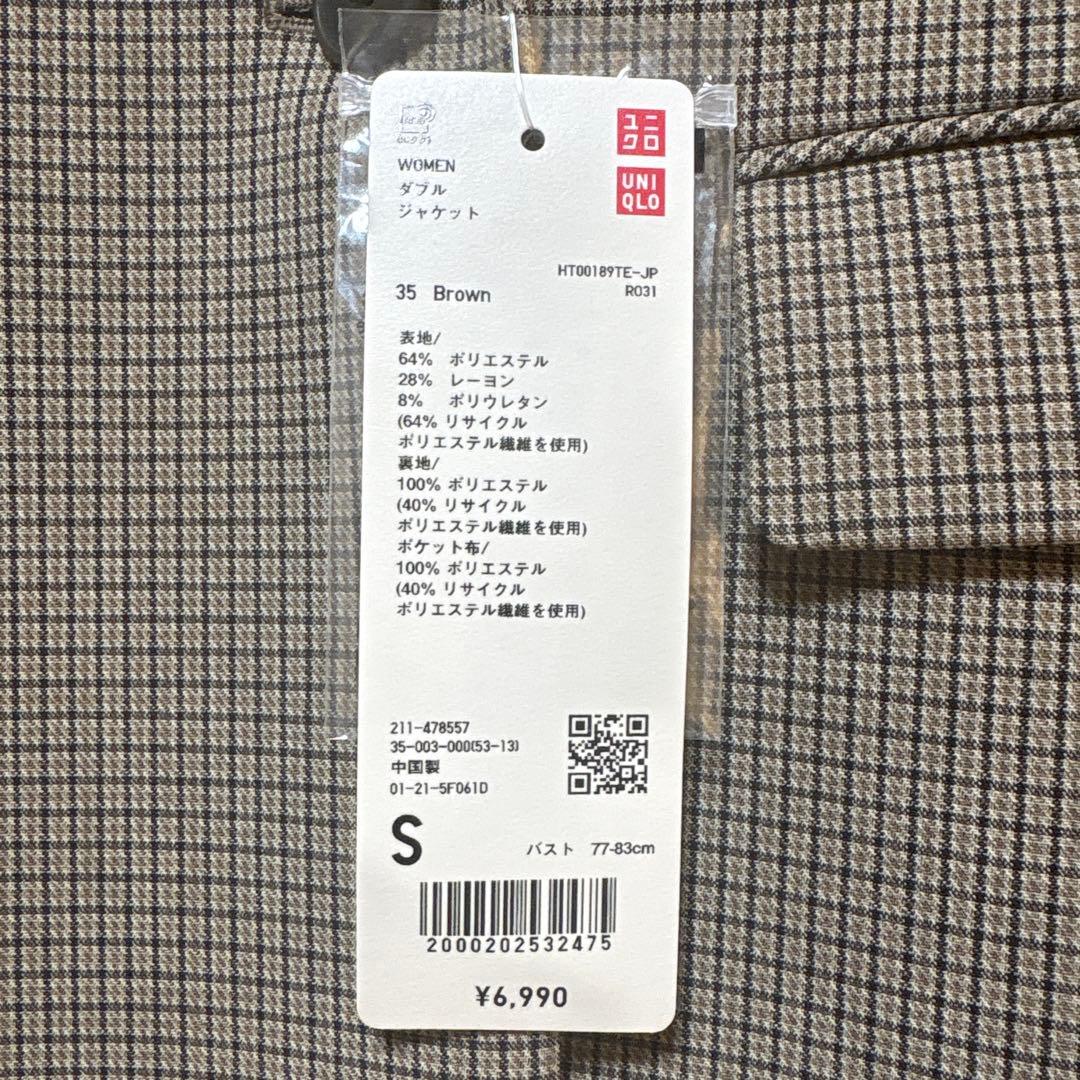 WOMEN
ダブル
ジャケット
ユニ
クロ
UNI
QLO
HT00189TE-JP
R031
35 Brown
表地/
64% ポリエステル
28% レーヨン
8% ポリウレタン
(64% リサイクル
ポリエステル繊維を使用)
裏地/
100% ポリエステル
(40% リサイクル
ポリエステル繊維を使用)
ポケット布/
100% ポリエステル
(40% リサイクル
ポリエステル繊維を使用)
211-478557
35-003-000(53-13)
中国製
01-21-5F061D
S
バスト 77-83cm
2000202532475
¥6,990